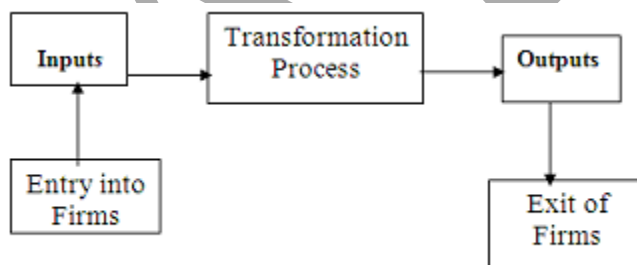 Inputs
Transformation
Process
Outputs
Entry into
Firms
Exit of
Firms